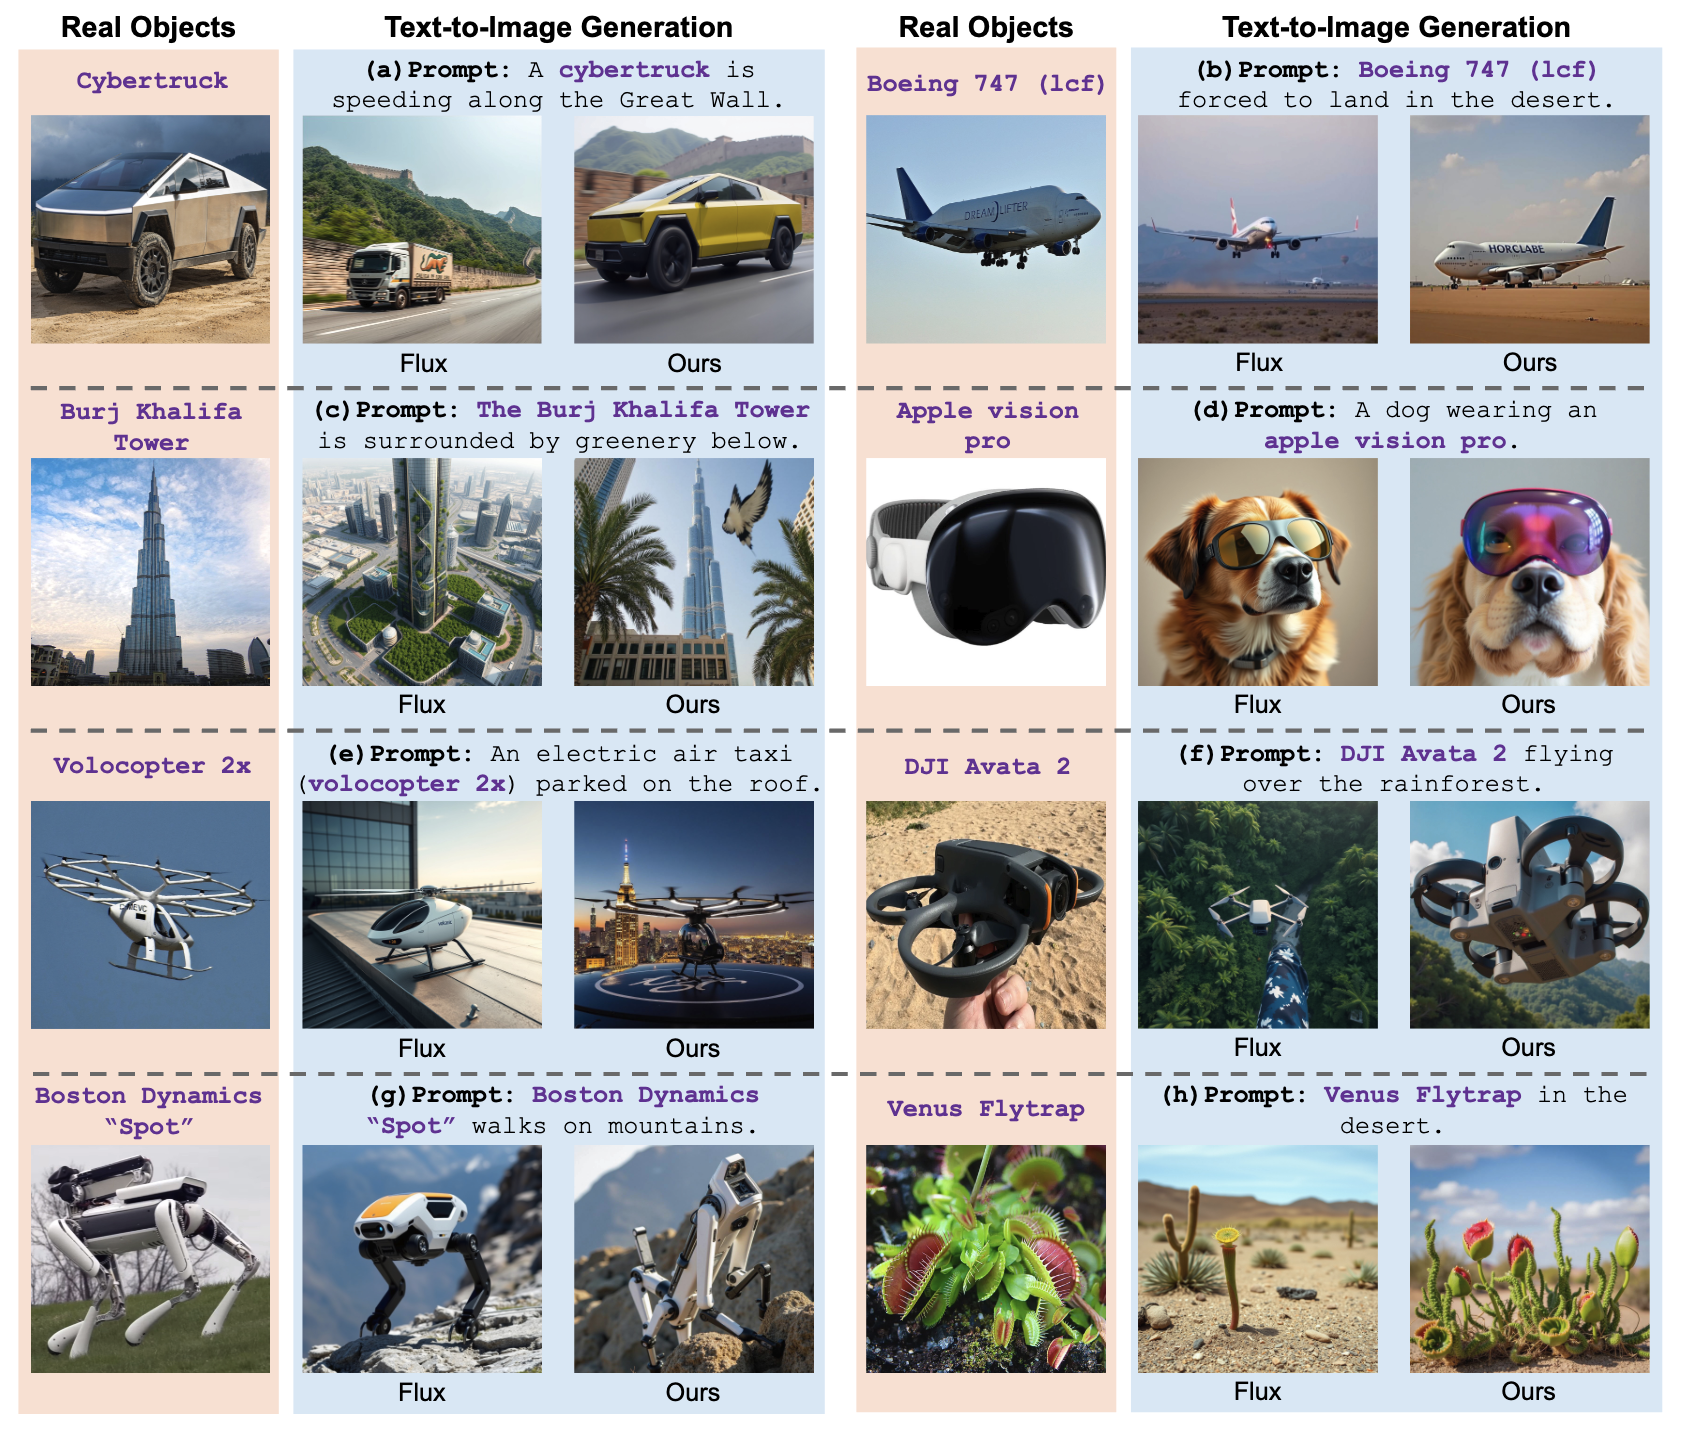 Real Objects
Text-to-Image Generation
Real Objects
Text-to-Image Generation
Cybertruck
(a)Prompt: A cybertruck is
speeding along the Great Wall.
Flux
Ours
Boeing 747 (lcf)
DREAMLIFTER
(b)Prompt: Boeing 747 (lcf)
forced to land in the desert.
HORCLABE
Flux
Ours
Burj Khalifa
Tower
(c)Prompt: The Burj Khalifa Tower
is surrounded by greenery below.
Flux
Ours
Apple vision
pro
(d)Prompt: A dog wearing an
apple vision pro.
Flux
Ours
Volocopter 2x
(e)Prompt: An electric air taxi
(volocopter 2x) parked on the roof.
Flux
Ours
DJI Avata 2
(f)Prompt: DJI Avata 2 flying
over the rainforest.
Flux
Ours
Boston Dynamics
“Spot”
(g)Prompt: Boston Dynamics
“Spot” walks on mountains.
Flux
Ours
Venus Flytrap
(h)Prompt: Venus Flytrap in the
desert.
Flux
Ours